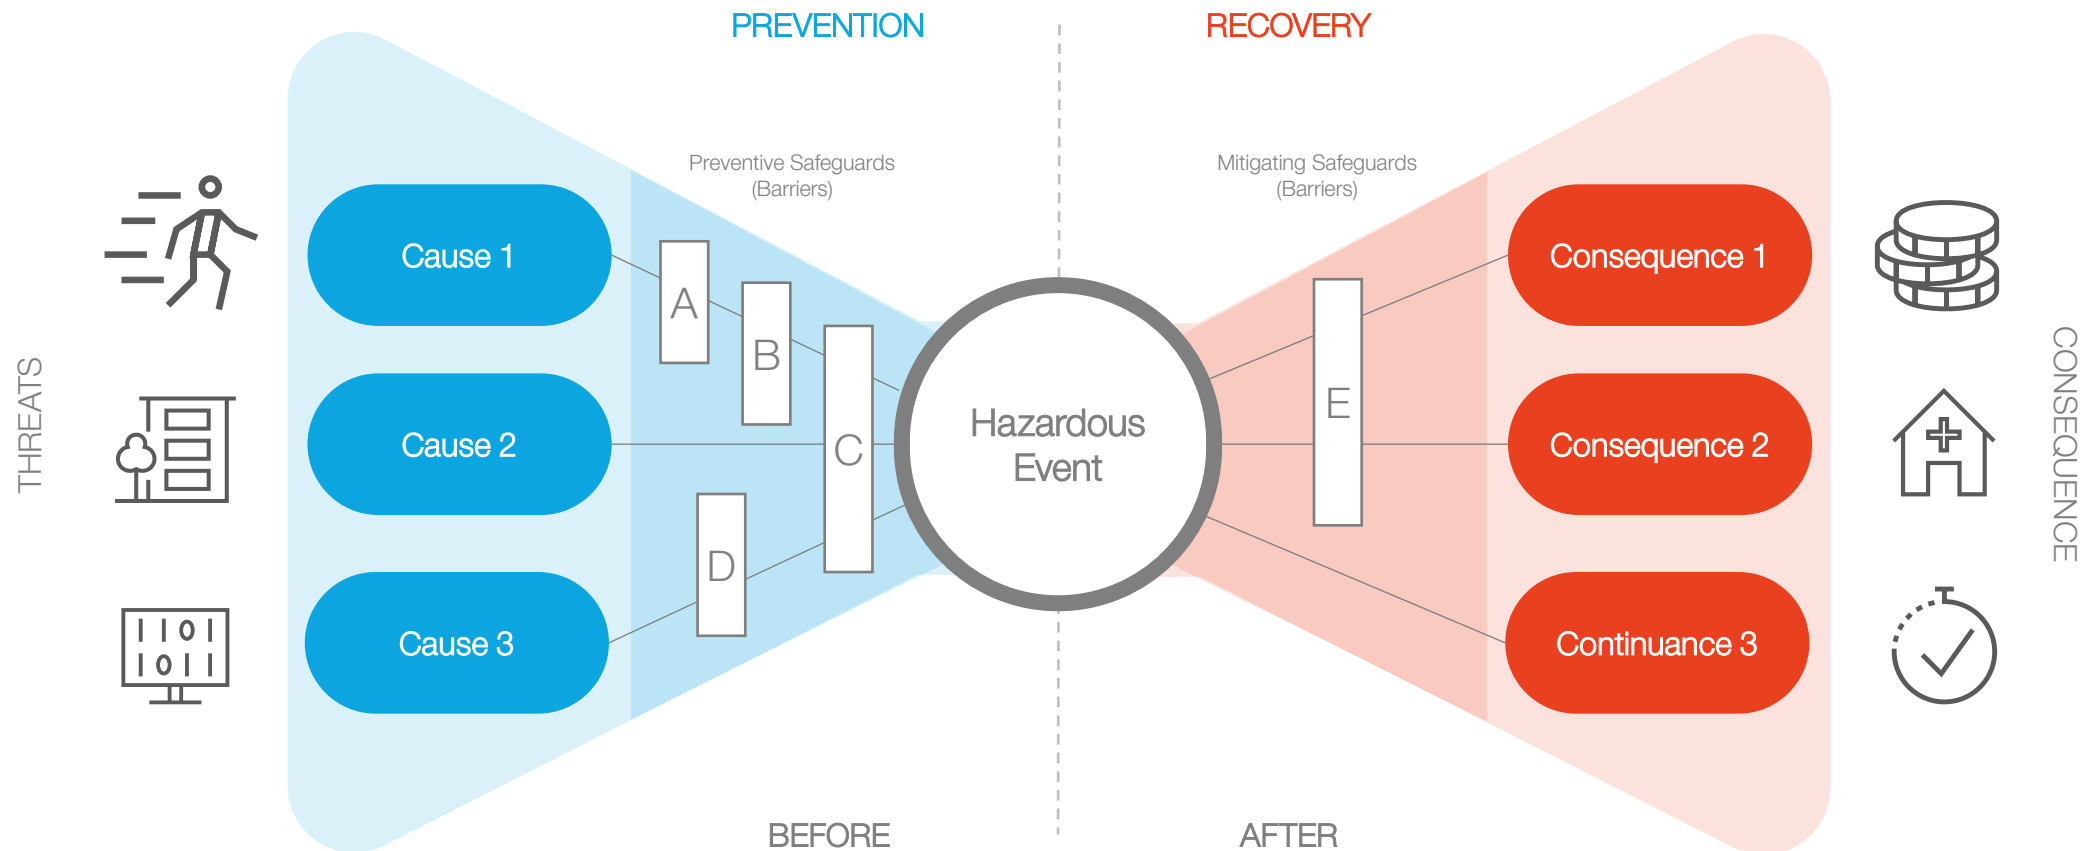 PREVENTION
RECOVERY
Preventive Safeguards
(Barriers)
Mitigating Safeguards
(Barriers)
THREATS
Cause 1
Cause 2
Cause 3
A
B
C
D
Hazardous
Event
E
Consequence 1
Consequence 2
Continuance 3
CONSEQUENCE
BEFORE
AFTER